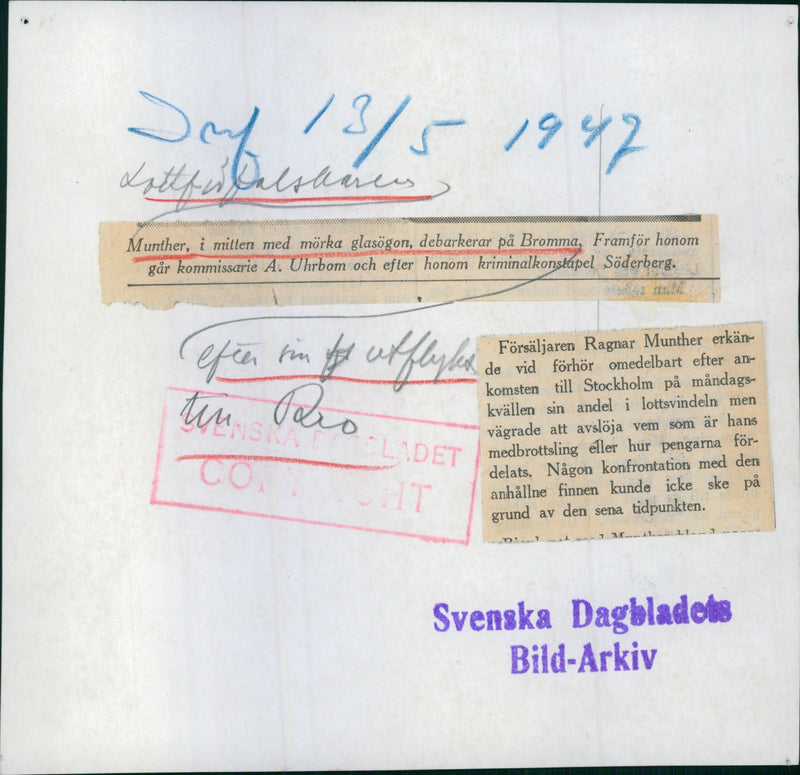 13/5 1947
Munther, i mitten med mörka glasögon, debarkerar på Bromma. Framför honom
går kommissarie A. Uhrbom och efter honom kriminalkonstapel Söderberg.
efter sin utflykt
till Rio
SVENSKA DAGBLADET
COPYRIGHT
Försäljaren Ragnar Munther erkän-
de vid förhör omedelbart efter an-
komsten till Stockholm på måndags-
kvällen sin andel i lottsvindeln men
vägrade att avslöja vem som är hans
medbrottsling eller hur pengarna för-
delats. Någon konfrontation med den
anhållne finnen kunde icke ske på
grund av den sena tidpunkten.
Svenska Dagbladets
Bild-Arkiv